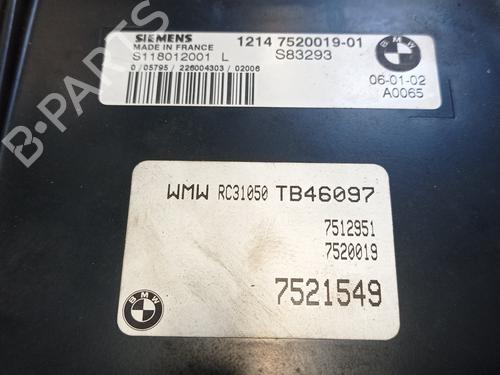 SIEMENS 1214 7520019-01
MADE IN FRANCE
S118012001 L S83293
0 / 05795 / 226004303 / 02006
06-01-02
A0065
BMW
WMW RC31050 TB46097
7512951
7520019
7521549
BMW
B-PARTS